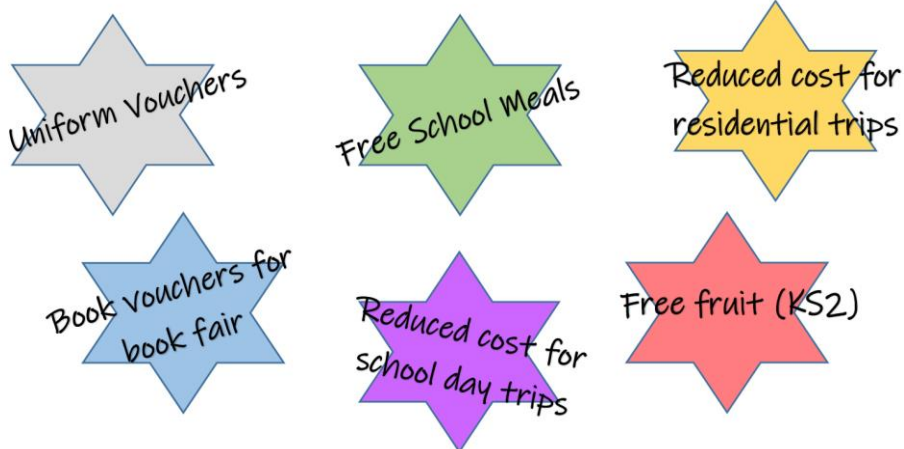 Uniform Vouchers
Free School Meals
Reduced cost for
residential trips
Book vouchers for
book fair
Reduced cost for
school day trips
Free fruit (KS2)